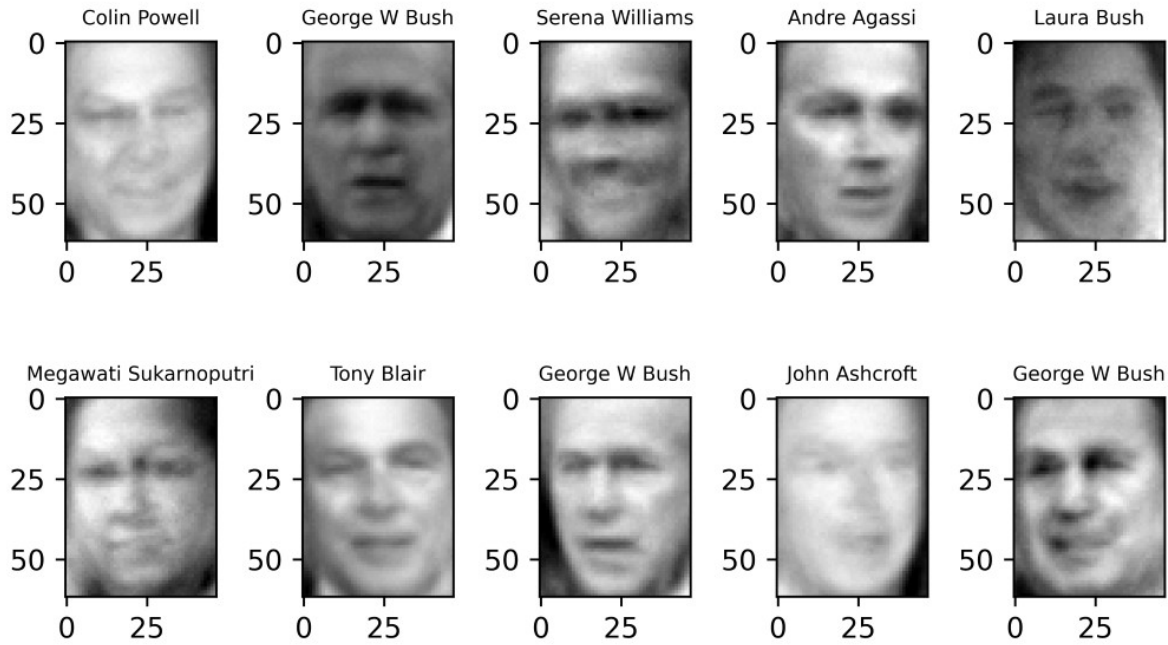 Colin Powell George W Bush Serena Williams Andre Agassi Laura Bush
0 0 0 0 0
25 25 25 25 25
50 50 50 50 50
0 25 0 25 0 25 0 25 0 25
Megawati Sukarnoputri Tony Blair George W Bush John Ashcroft George W Bush
0 0 0 0 0
25 25 25 25 25
50 50 50 50 50
0 25 0 25 0 25 0 25 0 25